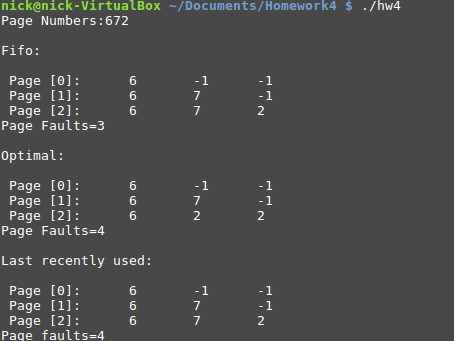 nick@nick-VirtualBox ~/Documents/Homework4 $ ./hw4
Page Numbers:672
Fifo:
Page [0]: 6 -1 -1
Page [1]: 6 7 -1
Page [2]: 6 7 2
Page Faults=3
Optimal:
Page [0]: 6 -1 -1
Page [1]: 6 7 -1
Page [2]: 6 2 2
Page Faults=4
Last recently used:
Page [0]: 6 -1 -1
Page [1]: 6 7 -1
Page [2]: 6 7 2
Page faults=4